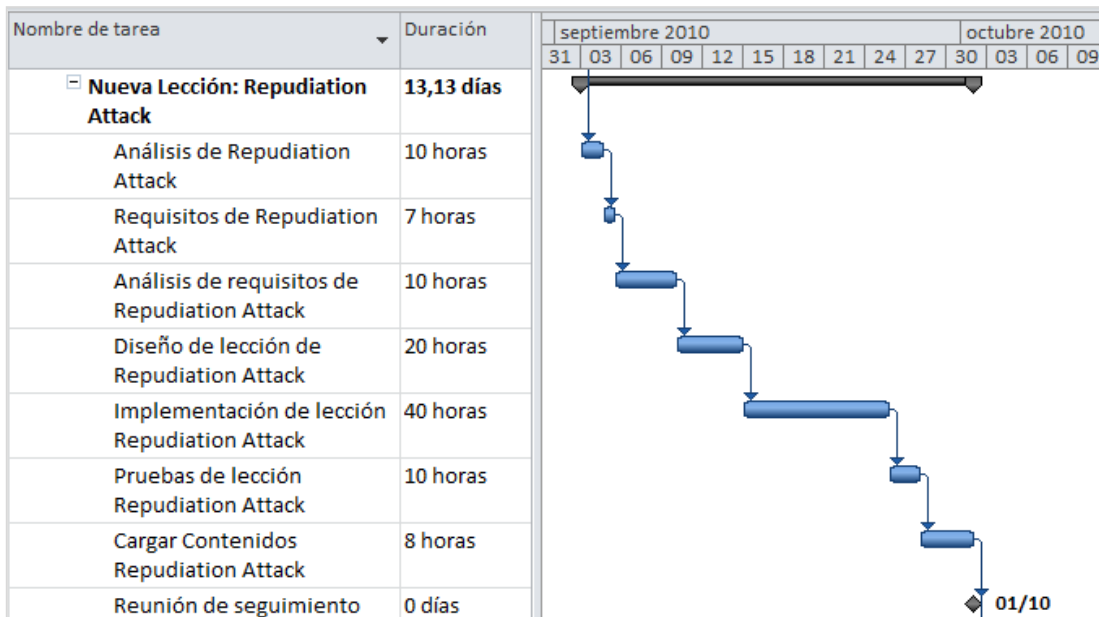 Nombre de tarea Duración septiembre 2010 octubre 2010
31 03 06 09 12 15 18 21 24 27 30 03 06 09
Nueva Lección: Repudiation 13,13 días
Attack
Análisis de Repudiation 10 horas
Attack
Requisitos de Repudiation 7 horas
Attack
Análisis de requisitos de 10 horas
Repudiation Attack
Diseño de lección de 20 horas
Repudiation Attack
Implementación de lección 40 horas
Repudiation Attack
Pruebas de lección 10 horas
Repudiation Attack
Cargar Contenidos 8 horas
Repudiation Attack
Reunión de seguimiento 0 días 01/10